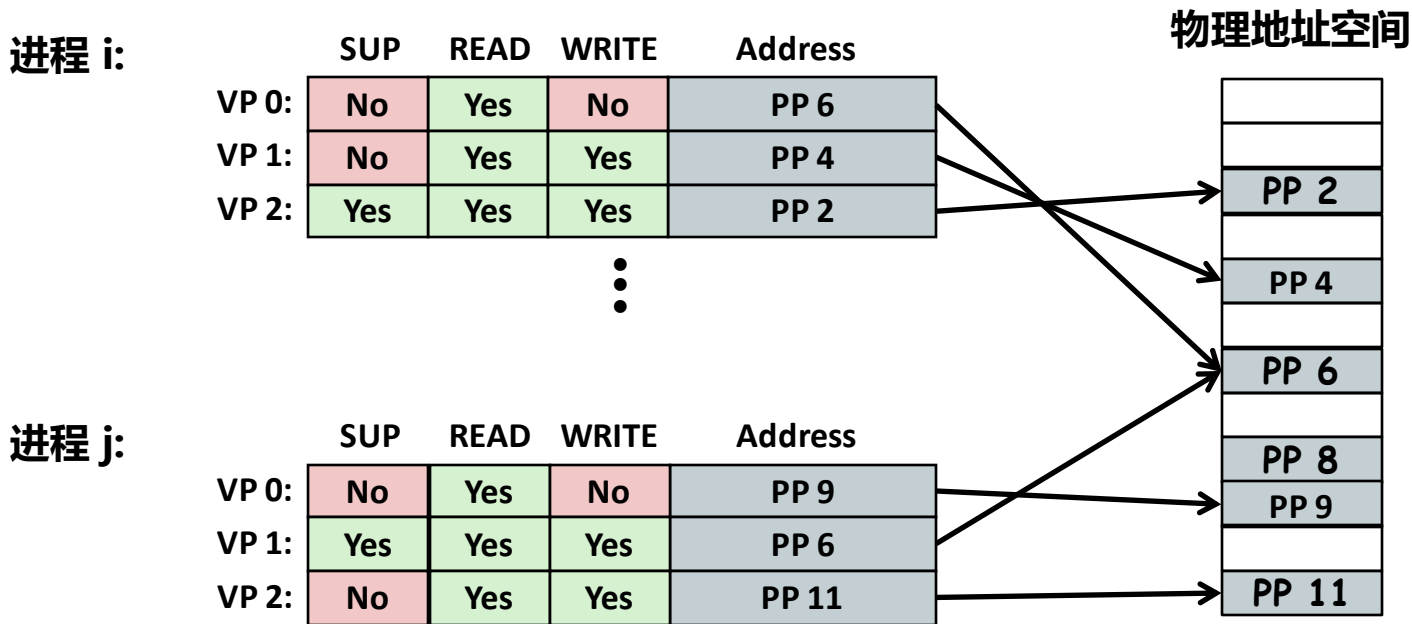 物理地址空间
进程 i:
SUP READ WRITE Address
VP 0: No Yes No PP 6
VP 1: No Yes Yes PP 4
VP 2: Yes Yes Yes PP 2
PP 2
PP 4
PP 6
进程 j:
SUP READ WRITE Address
VP 0: No Yes No PP 9
VP 1: Yes Yes Yes PP 6
VP 2: No Yes Yes PP 11
PP 8
PP 9
PP 11